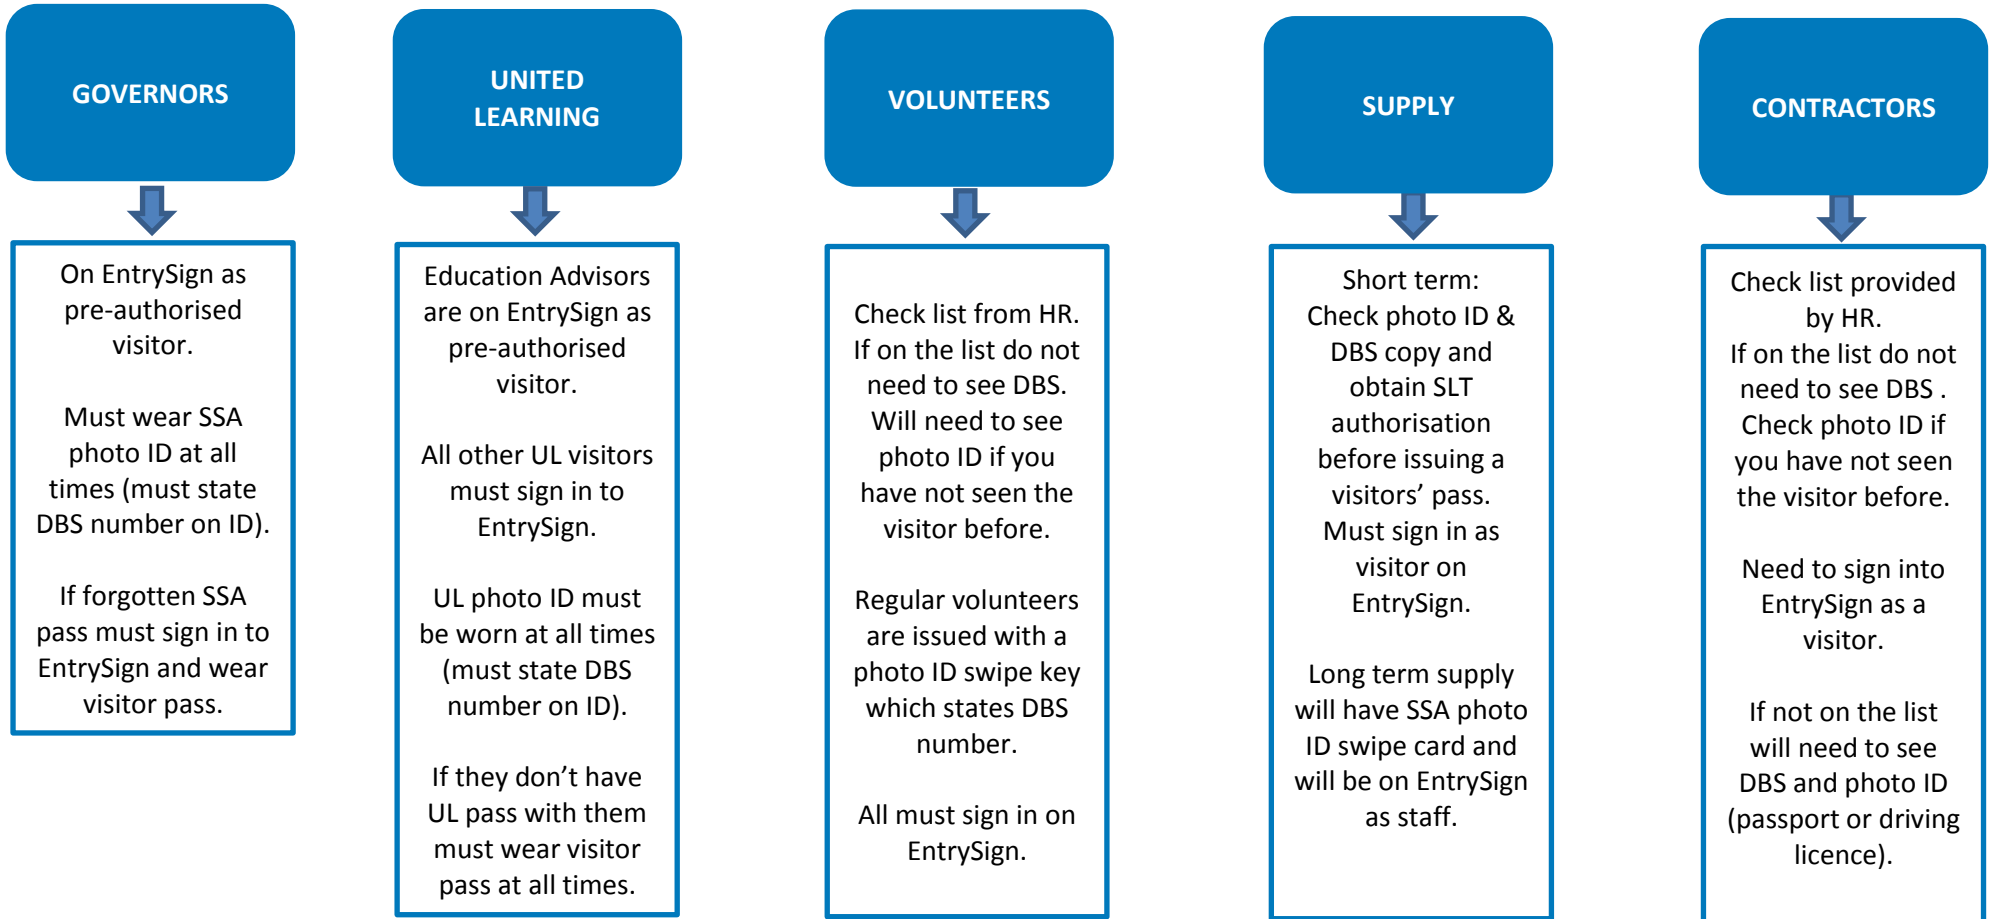 GOVERNORS
On EntrySign as
pre-authorised
visitor.
Must wear SSA
photo ID at all
times (must state
DBS number on ID).
If forgotten SSA
pass must sign in to
EntrySign and wear
visitor pass.
UNITED
LEARNING
Education Advisors
are on EntrySign as
pre-authorised
visitor.
All other UL visitors
must sign in to
EntrySign.
UL photo ID must
be worn at all times
(must state DBS
number on ID).
If they don’t have
UL pass with them
must wear visitor
pass at all times.
VOLUNTEERS
Check list from HR.
If on the list do not
need to see DBS.
Will need to see
photo ID if you
have not seen the
visitor before.
Regular volunteers
are issued with a
photo ID swipe key
which states DBS
number.
All must sign in on
EntrySign.
SUPPLY
Short term:
Check photo ID &
DBS copy and
obtain SLT
authorisation
before issuing a
visitors’ pass.
Must sign in as
visitor on
EntrySign.
Long term supply
will have SSA photo
ID swipe card and
will be on EntrySign
as staff.
CONTRACTORS
Check list provided
by HR.
If on the list do not
need to see DBS .
Check photo ID if
you have not seen
the visitor before.
Need to sign into
EntrySign as a
visitor.
If not on the list
will need to see
DBS and photo ID
(passport or driving
licence).